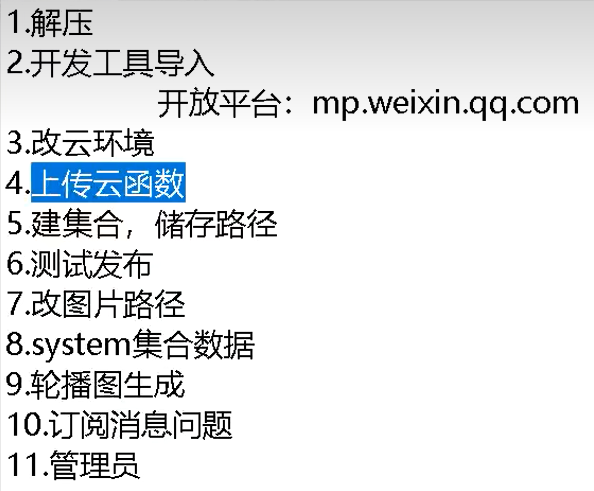 1.解压
2.开发工具导入
开放平台：mp.weixin.qq.com
3.改云环境
4.上传云函数
5.建集合，储存路径
6.测试发布
7.改图片路径
8.system集合数据
9.轮播图生成
10.订阅消息问题
11.管理员